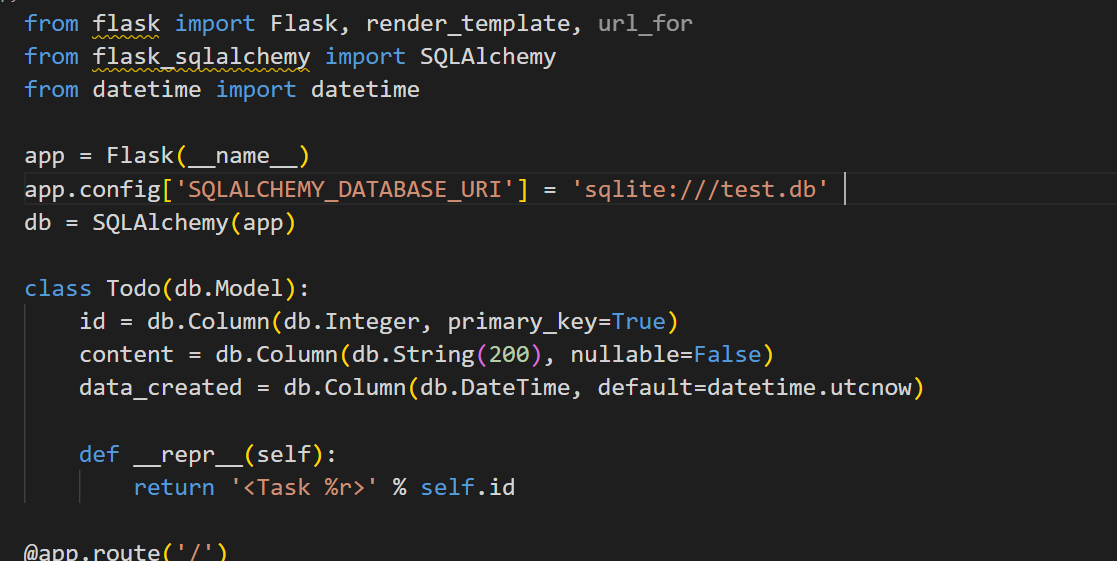 from flask import Flask, render_template, url_for
from flask_sqlalchemy import SQLAlchemy
from datetime import datetime

app = Flask(__name__)
app.config['SQLALCHEMY_DATABASE_URI'] = 'sqlite:///test.db'
db = SQLAlchemy(app)

class Todo(db.Model):
    id = db.Column(db.Integer, primary_key=True)
    content = db.Column(db.String(200), nullable=False)
    data_created = db.Column(db.DateTime, default=datetime.utcnow)

    def __repr__(self):
        return '<Task %r>' % self.id

@app.route('/')